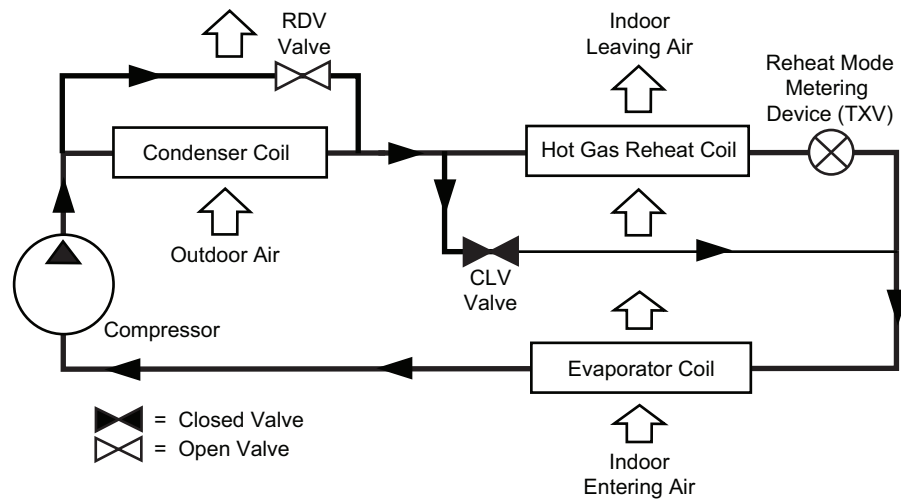 RDV
Valve
Indoor
Leaving Air
Reheat Mode
Metering
Device (TXV)
Condenser Coil
Hot Gas Reheat Coil
Outdoor Air
CLV
Valve
Compressor
Evaporator Coil
= Closed Valve
= Open Valve
Indoor
Entering Air